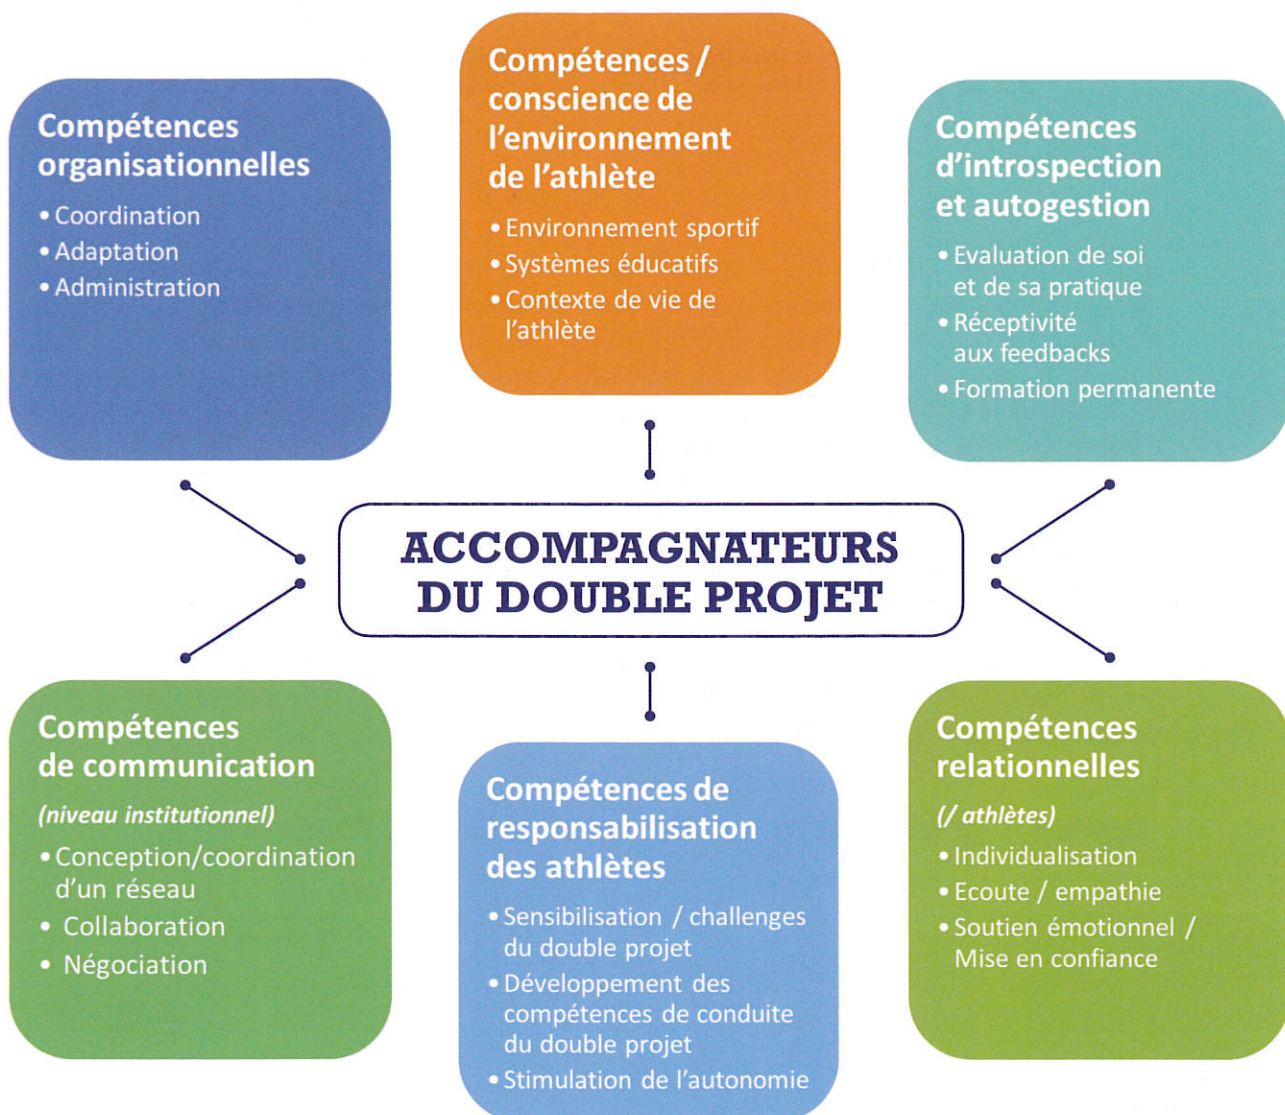 Compétences
organisationnelles
• Coordination
• Adaptation
• Administration
Compétences /
conscience de
l’environnement
de l’athlète
• Environnement sportif
• Systèmes éducatifs
• Contexte de vie de
l’athlète
Compétences
d’introspection
et autogestion
• Evaluation de soi
et de sa pratique
• Réceptivité
aux feedbacks
• Formation permanente
ACCOMPAGNATEURS
DU DOUBLE PROJET
Compétences
de communication
(niveau institutionnel)
• Conception/coordination
d’un réseau
• Collaboration
• Négociation
Compétences de
responsabilisation
des athlètes
• Sensibilisation / challenges
du double projet
• Développement des
compétences de conduite
du double projet
• Stimulation de l’autonomie
Compétences
relationnelles
(/ athlètes)
• Individualisation
• Ecoute / empathie
• Soutien émotionnel /
Mise en confiance